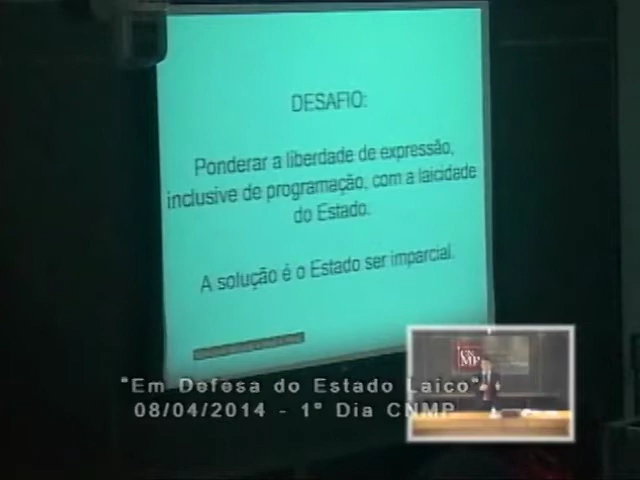 DESAFIO:
Ponderar a liberdade de expressão,
inclusive de programação, com a laicidade
do Estado.
A solução é o Estado ser imparcial.
"Em Defesa do Estado Laico"
08/04/2014 - 1º Dia CNMP